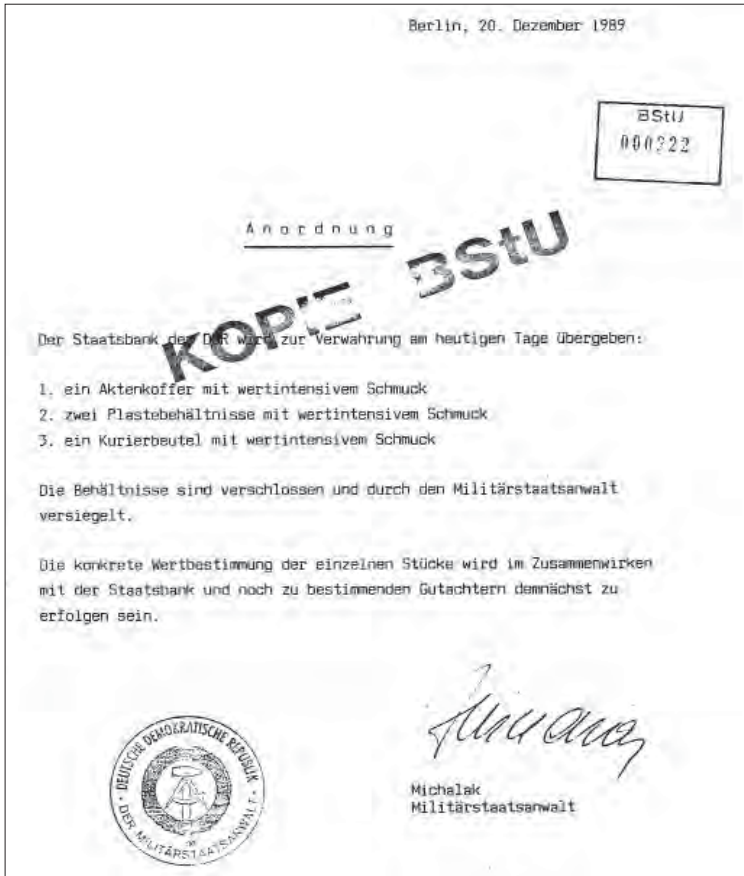 Berlin, 20. Dezember 1989
BStU
000222
Anordnung
KOPIE BStU
Der Staatsbank der DDR wird zur Verwahrung am heutigen Tage übergeben:
1. ein Aktenkoffer mit wertintensivem Schmuck
2. zwei Plastebehältnisse mit wertintensivem Schmuck
3. ein Kurierbeutel mit wertintensivem Schmuck
Die Behältnisse sind verschlossen und durch den Militärstaatsanwalt
versiegelt.
Die konkrete Wertbestimmung der einzelnen Stücke wird im Zusammenwirken
mit der Staatsbank und noch zu bestimmenden Gutachtern demnächst zu
erfolgen sein.
Michalak
Militärstaatsanwalt
DEUTSCHE DEMOKRATISCHE REPUBLIK
DER MILITÄRSTAATSANWALT